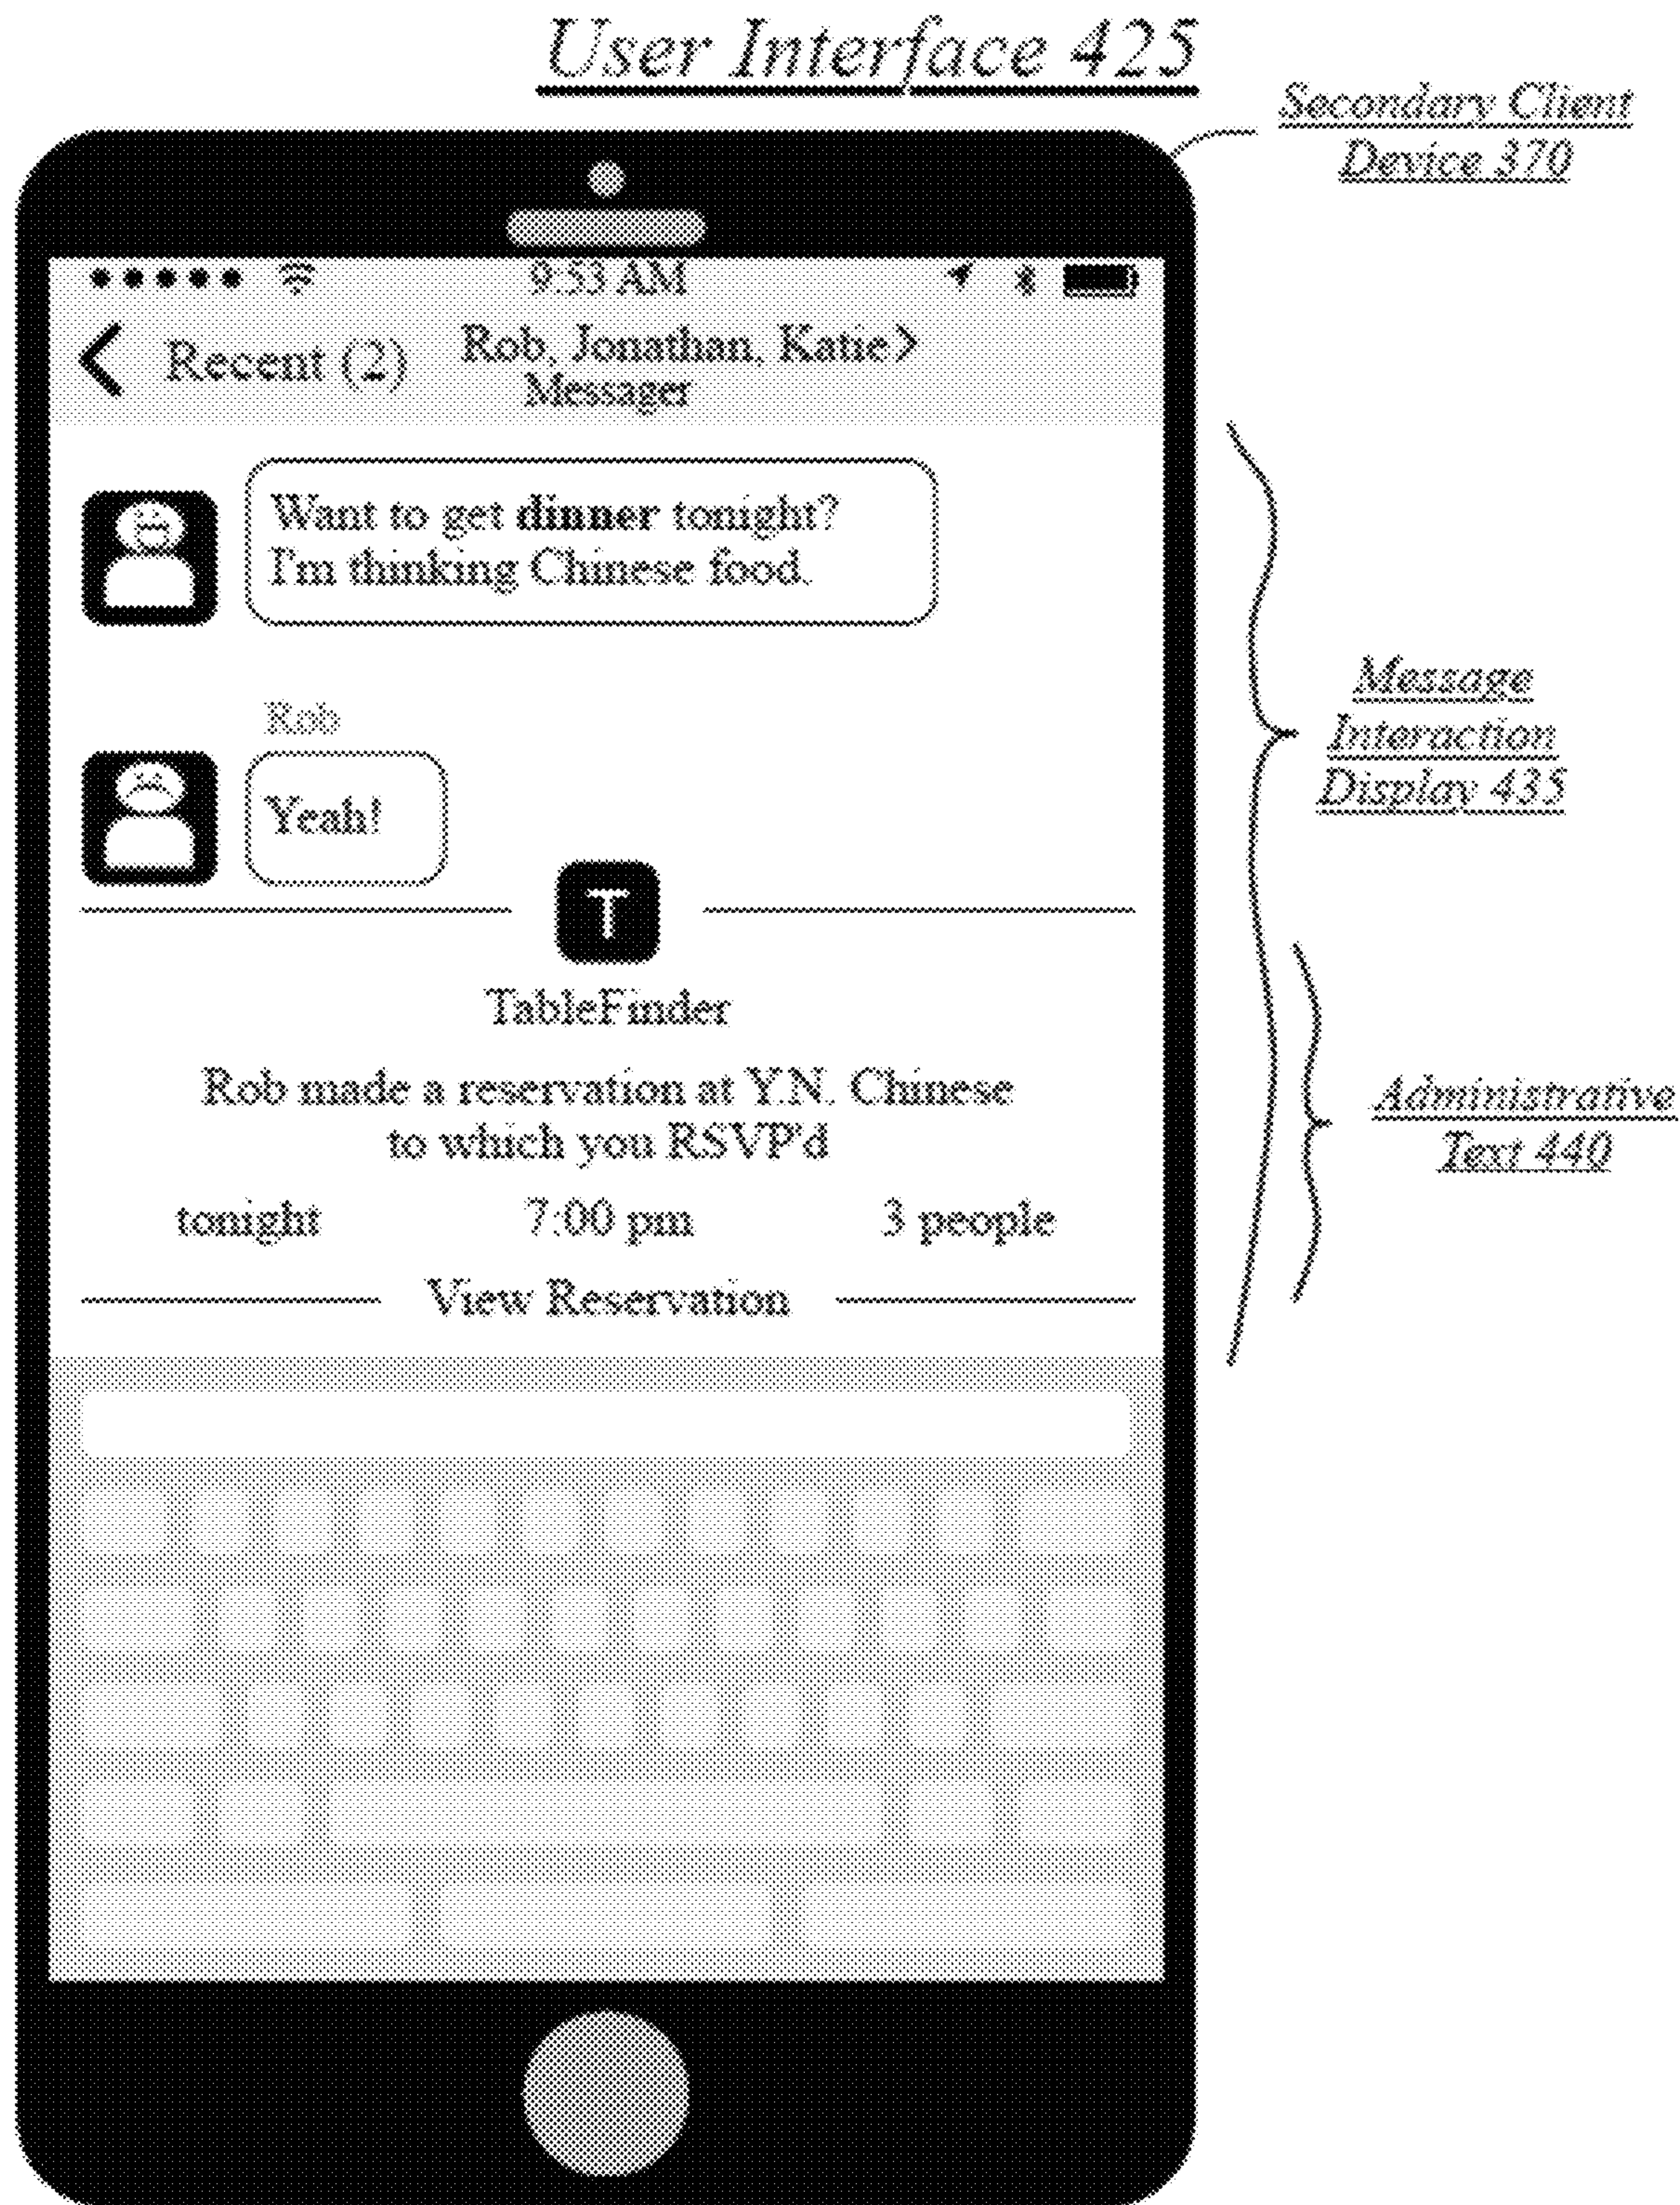 User Interface 425
Secondary Client
Device 370
9:53 AM
Recent (2)
Rob, Jonathan, Katie>
Messager
Want to get dinner tonight?
I'm thinking Chinese food.
Rob
Yeah!
T
TableFinder
Rob made a reservation at Y.N. Chinese
to which you RSVP'd
tonight 7:00 pm 3 people
View Reservation
Message
Interaction
Display 435
Administrative
Text 440